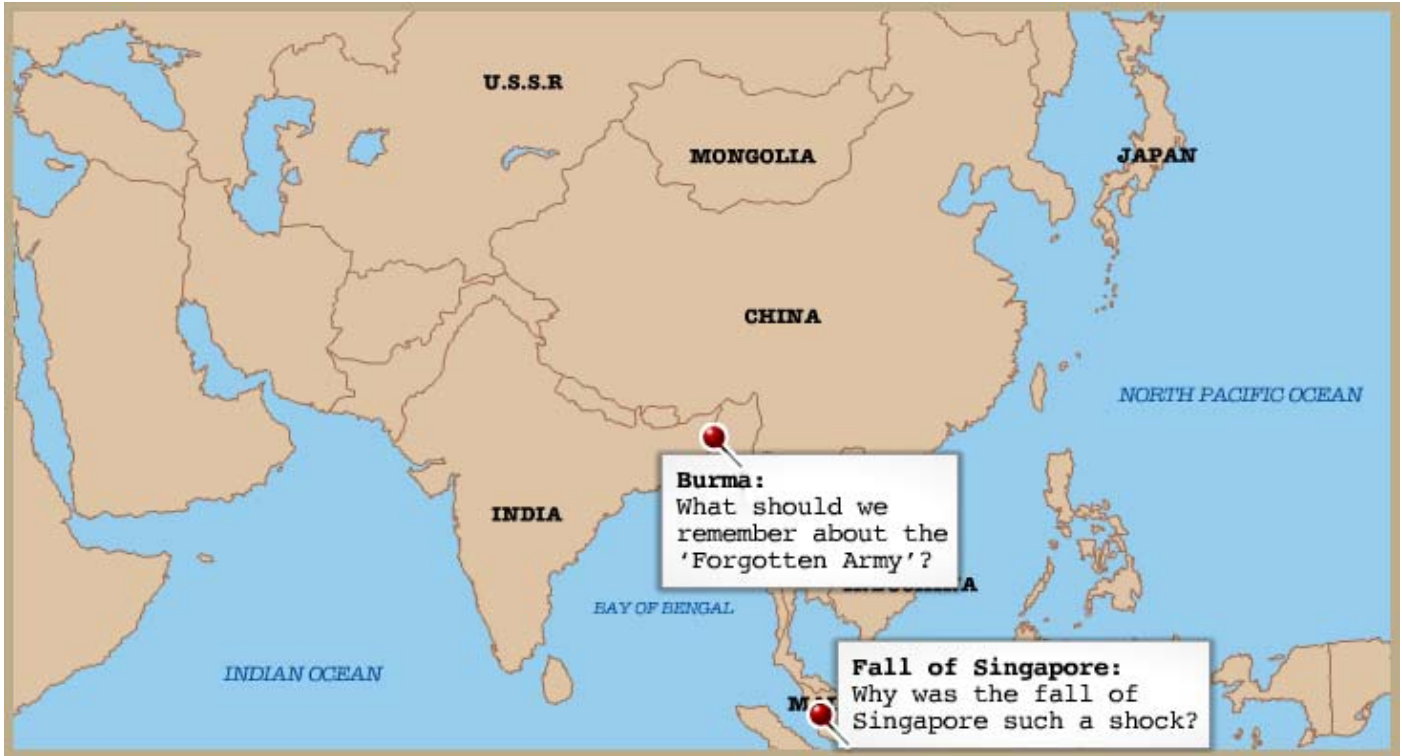 U.S.S.R
MONGOLIA
JAPAN
CHINA
NORTH PACIFIC OCEAN
Burma:
What should we
remember about the
‘Forgotten Army’?
INDIA
BAY OF BENGAL
Fall of Singapore:
Why was the fall of
Singapore such a shock?
INDIAN OCEAN